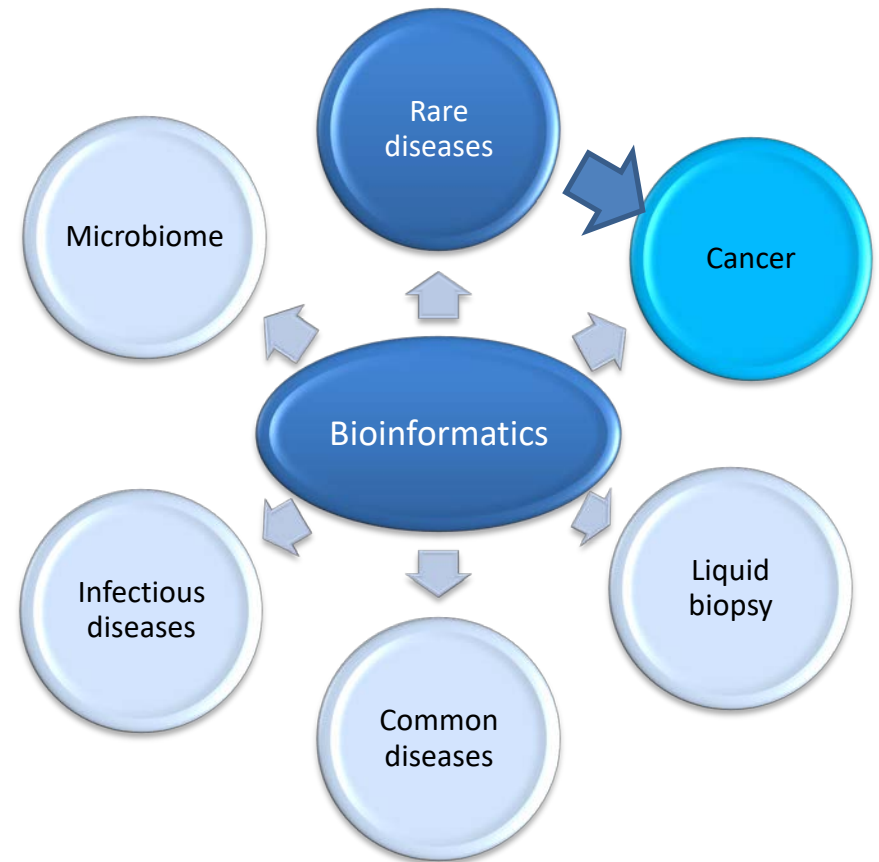 Rare
diseases
Microbiome
Cancer
Bioinformatics
Infectious
diseases
Liquid
biopsy
Common
diseases